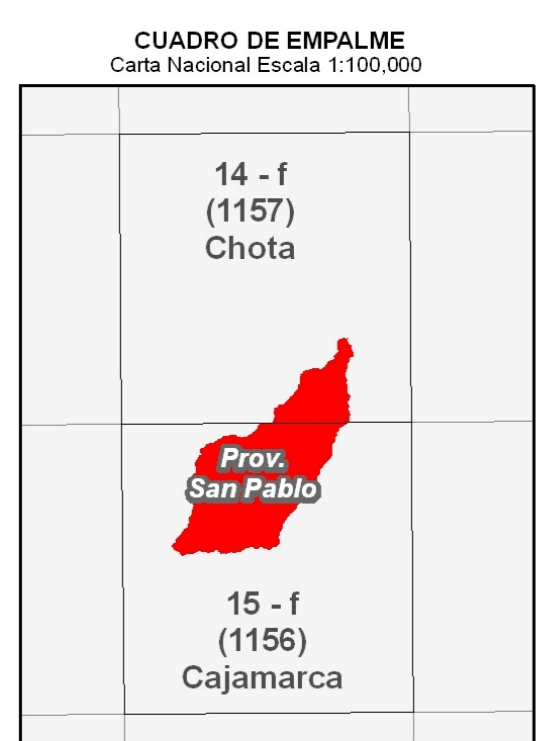 CUADRO DE EMPALME
Carta Nacional Escala 1:100,000
14 - f
(1157)
Chota
Prov.
San Pablo
15 - f
(1156)
Cajamarca